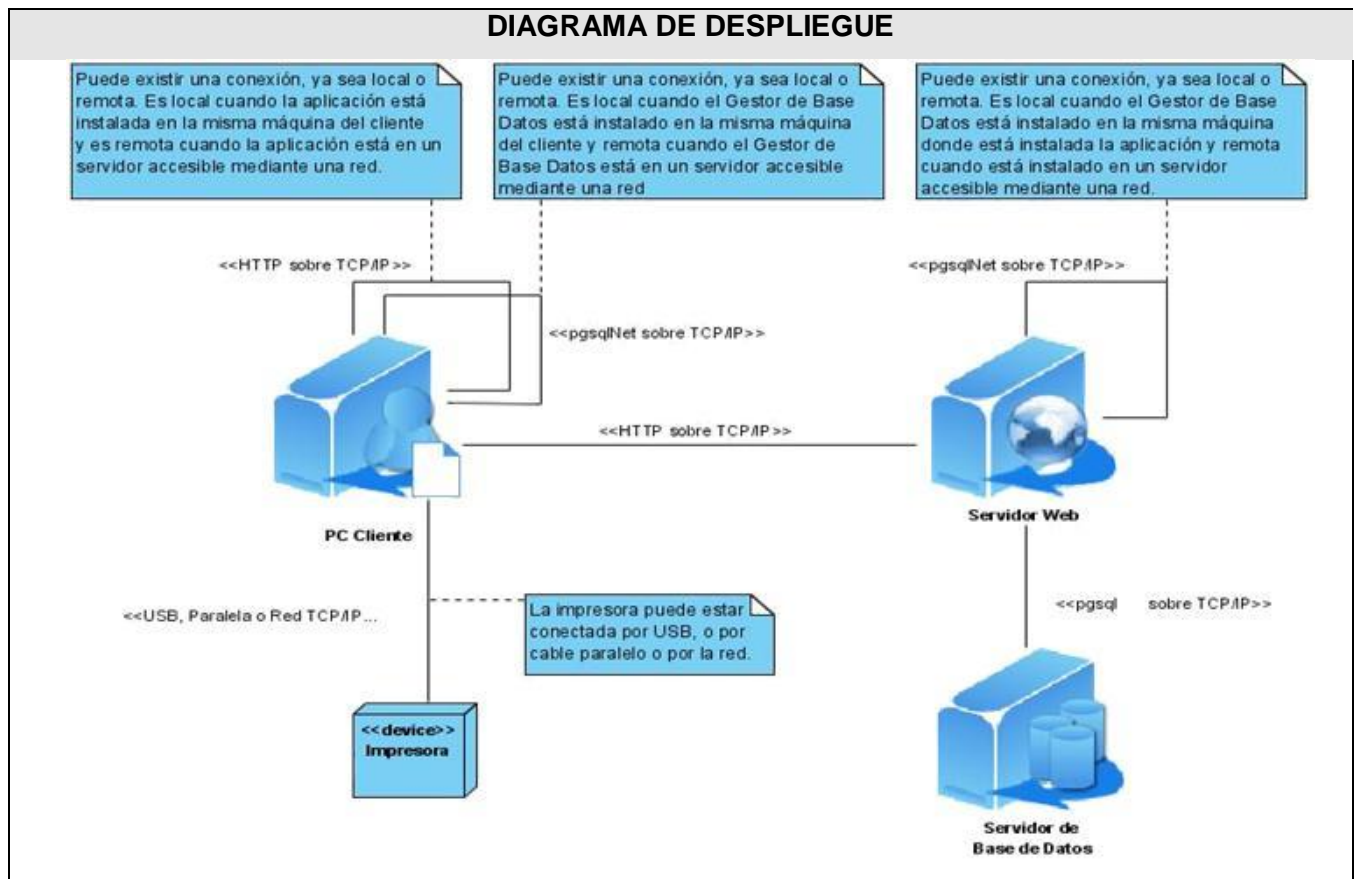 DIAGRAMA DE DESPLIEGUE
Puede existir una conexión, ya sea local o
remota. Es local cuando la aplicación está
instalada en la misma máquina del cliente
y es remota cuando la aplicación está en un
servidor accesible mediante una red.
Puede existir una conexión, ya sea local o
remota. Es local cuando el Gestor de Base
Datos está instalado en la misma máquina
del cliente y remota cuando el Gestor de
Base Datos está en un servidor accesible
mediante una red
Puede existir una conexión, ya sea local o
remota. Es local cuando el Gestor de Base
Datos está instalado en la misma máquina
donde está instalada la aplicación y remota
cuando está instalado en un servidor
accesible mediante una red.
<<HTTP sobre TCP/IP>>
<<pgsqlNet sobre TCP/IP>>
<<pgsqlNet sobre TCP/IP>>
<<HTTP sobre TCP/IP>>
PC Cliente
Servidor Web
<<USB, Paralela o Red TCP/IP...
La impresora puede estar
conectada por USB, o por
cable paralelo o por la red.
<<pgsql sobre TCP/IP>>
<<device>>
Impresora
Servidor de
Base de Datos